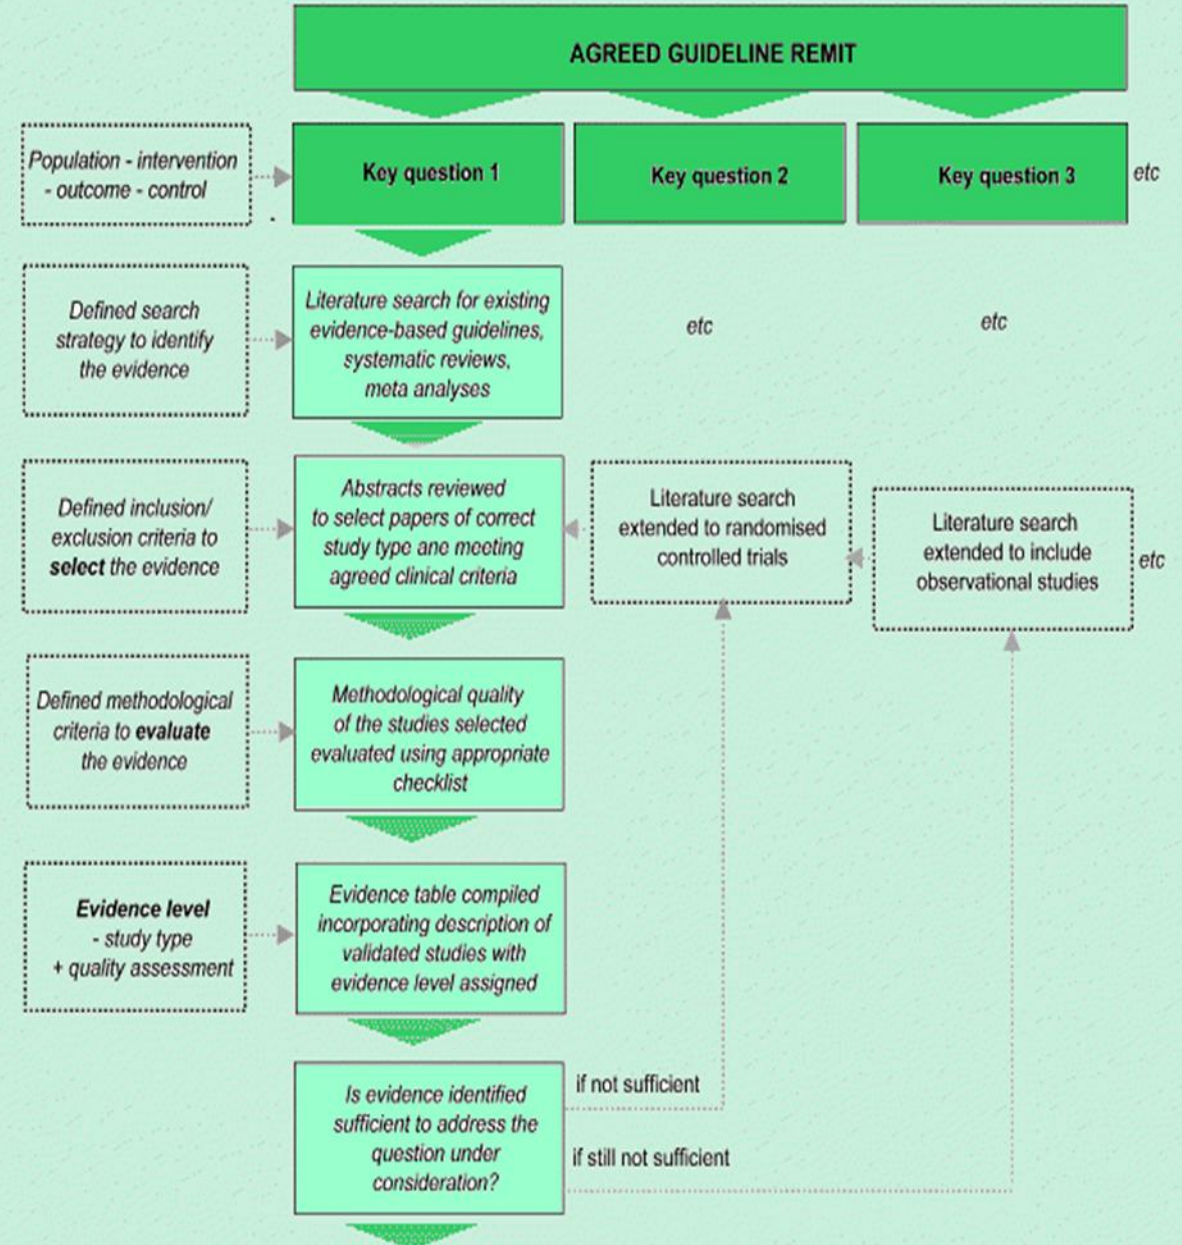 AGREED GUIDELINE REMIT
Population - intervention
- outcome - control
Key question 1
Key question 2
Key question 3
etc
Defined search
strategy to identify
the evidence
Literature search for existing
evidence-based guidelines,
systematic reviews,
meta analyses
etc
etc
Defined inclusion/
exclusion criteria to
select the evidence
Abstracts reviewed
to select papers of correct
study type ane meeting
agreed clinical criteria
Literature search
extended to randomised
controlled trials
Literature search
extended to include
observational studies
etc
Defined methodological
criteria to evaluate
the evidence
Methodological quality
of the studies selected
evaluated using appropriate
checklist
Evidence level
- study type
+ quality assessment
Evidence table compiled
incorporating description of
validated studies with
evidence level assigned
Is evidence identified
sufficient to address the
question under
consideration?
if not sufficient
if still not sufficient